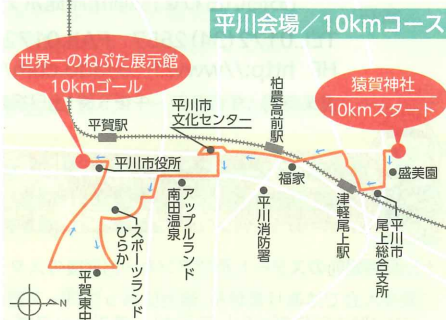 平川会場／10kmコース
世界一のねぷた展示館
10kmゴール
猿賀神社
10kmスタート
平賀駅
平川市
文化センター
柏農高前駅
平川市役所
福家
盛美園
アップルランド
南田温泉
平川消防署
津軽尾上駅
平川市
尾上総合支所
スポーツランド
ひらか
平賀東中
N